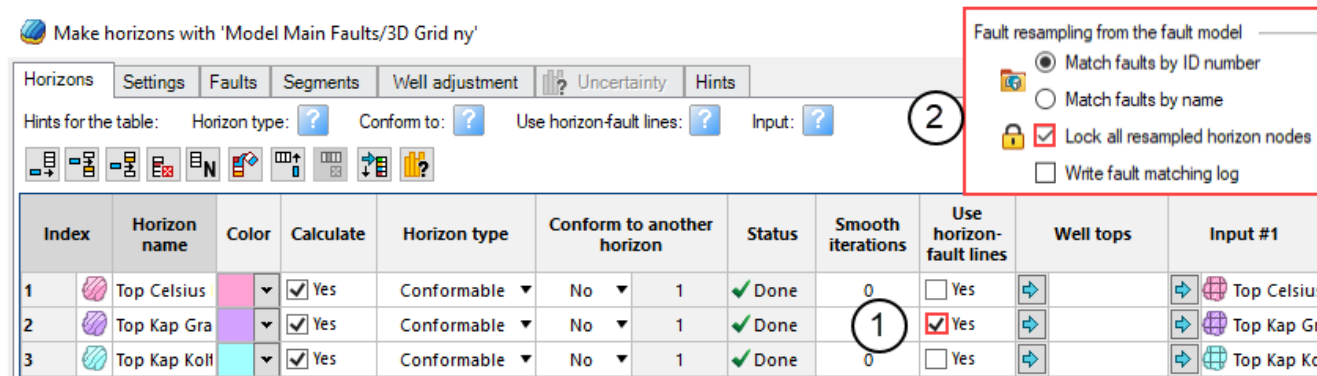 Make horizons with 'Model Main Faults/3D Grid ny'
Horizons Settings Faults Segments Well adjustment Uncertainty Hints
Hints for the table: Horizon type: ? Conform to: ? Use horizon-fault lines: ? Input: ?
N ?
2
Fault resampling from the fault model
Match faults by ID number
Match faults by name
Lock all resampled horizon nodes
Write fault matching log
Index Horizon name Color Calculate Horizon type Conform to another horizon Status Smooth iterations Use horizon-fault lines Well tops Input #1
1 Top Celsius Yes Conformable No 1 Done 0 Yes Top Celsius
2 Top Kap Gra Yes Conformable No 1 Done 1 Yes Top Kap Gr
3 Top Kap Kolt Yes Conformable No 1 Done 0 Yes Top Kap Ko